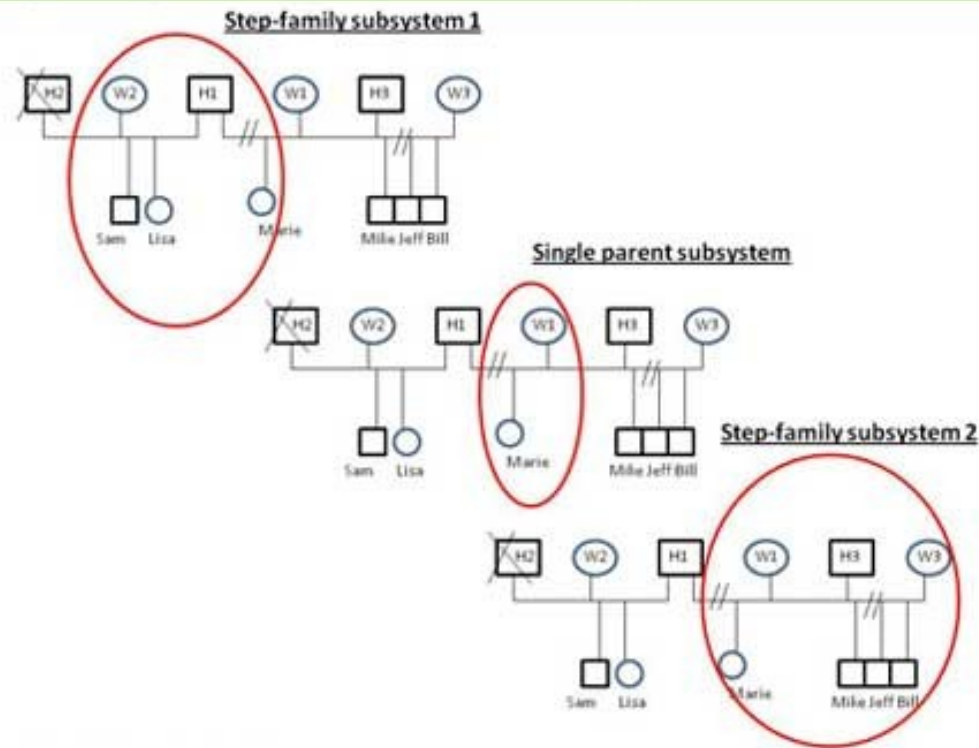 Step-family subsystem 1
H2 W2 H1 W1 H3 W3
Sam Lisa Marie Mike Jeff Bill
Single parent subsystem
H2 W2 H1 W1 H3 W3
Sam Lisa Marie Mike Jeff Bill
Step-family subsystem 2
H2 W2 H1 W1 H3 W3
Sam Lisa Marie Mike Jeff Bill